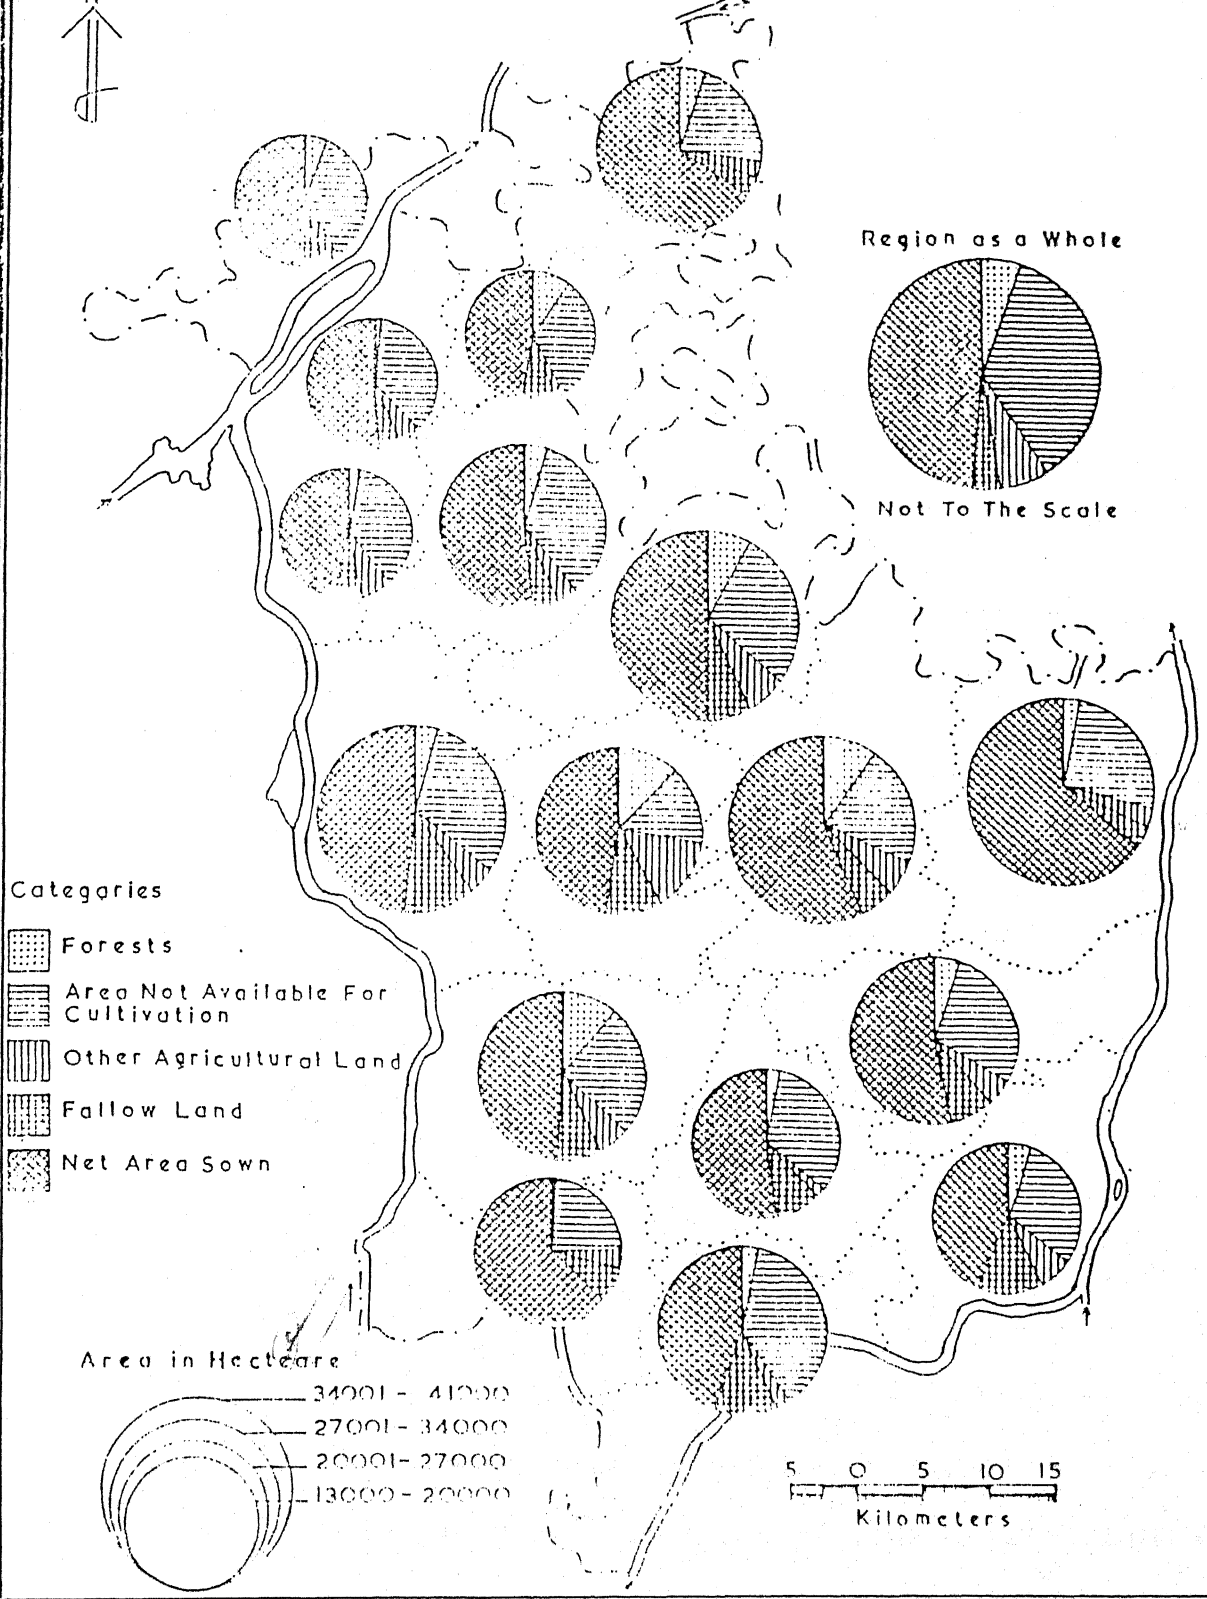 Region as a Whole
Not To The Scale
Categories
Forests
Area Not Available For
Cultivation
Other Agricultural Land
Fallow Land
Net Area Sown
Area in Hecteare
34001 - 41000
27001 - 34000
20001 - 27000
13000 - 20000
5 0 5 10 15
Kilometers